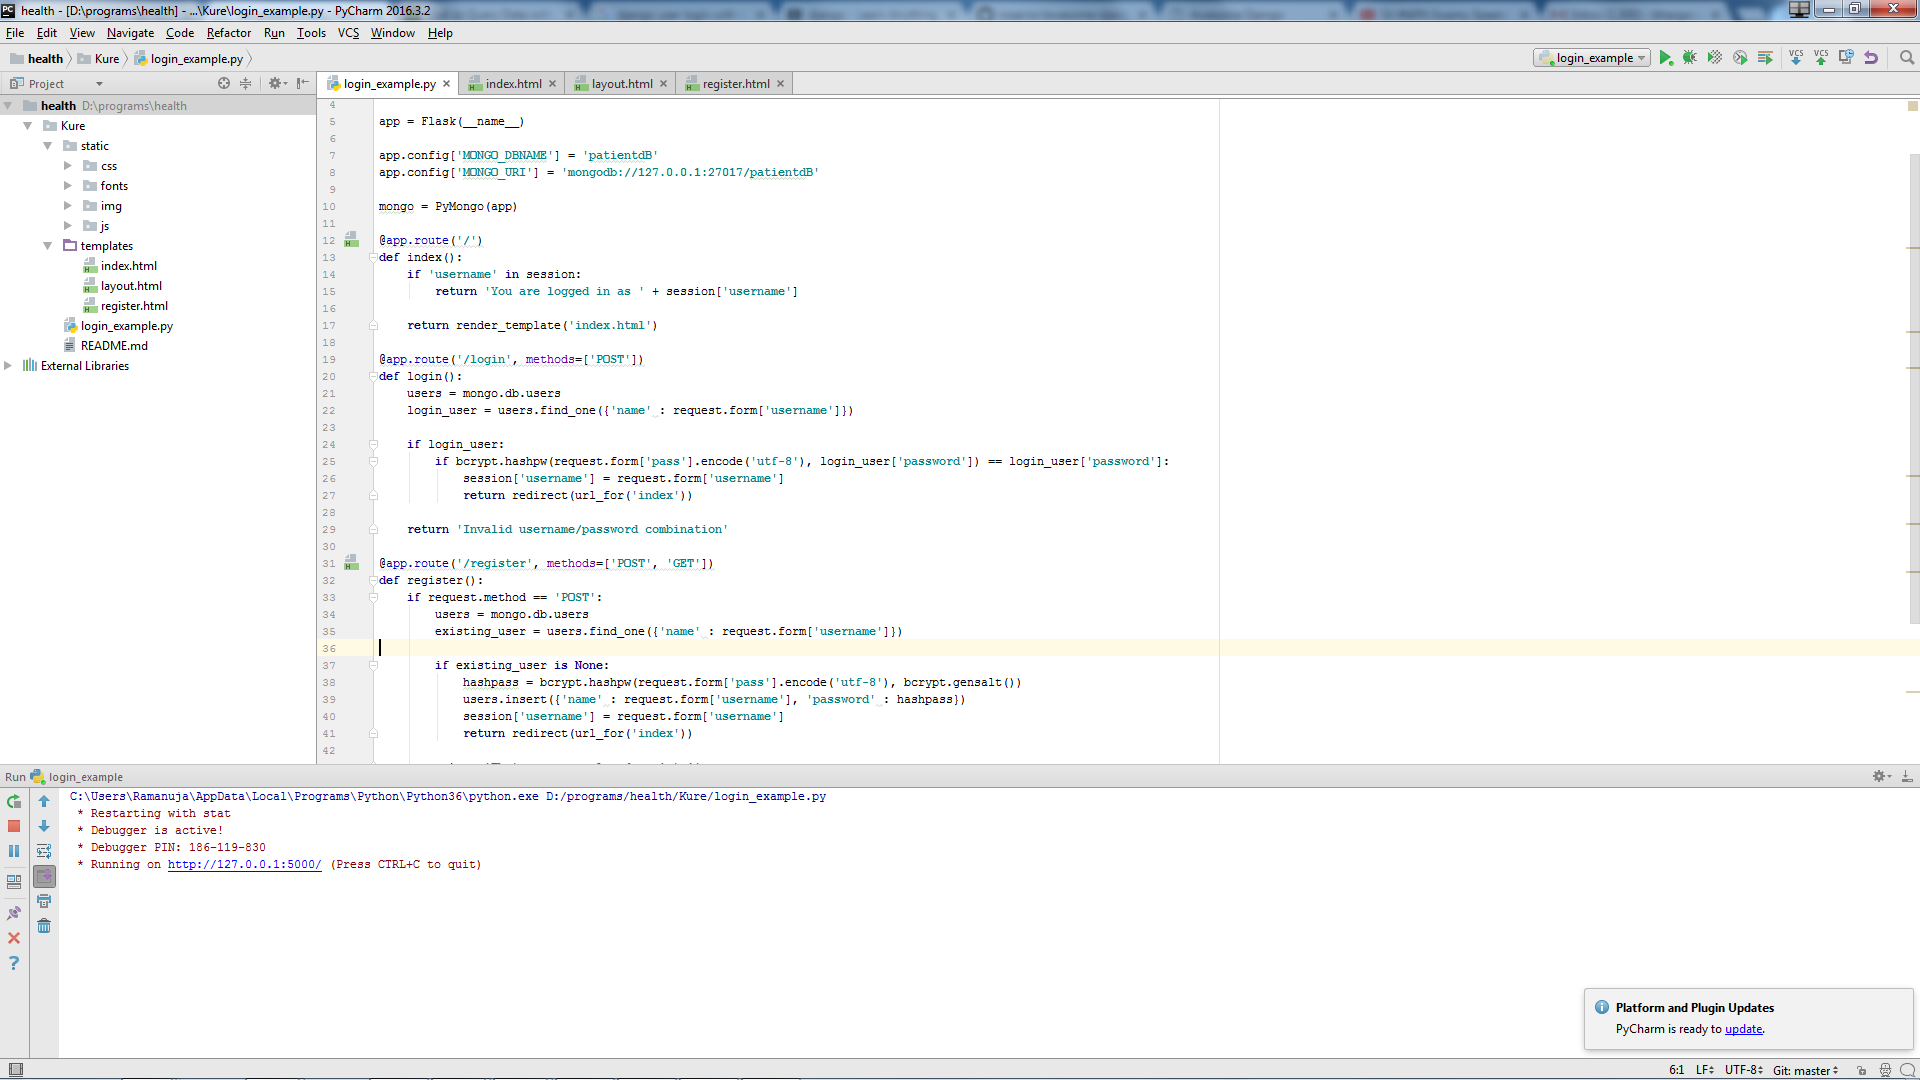 health - [D:\programs\health] - ...\Kure\login_example.py - PyCharm 2016.3.2
File Edit View Navigate Code Refactor Run Tools VCS Window Help
health Kure login_example.py
login_example
VCS VCS
Project
login_example.py index.html layout.html register.html
health D:\programs\health
Kure
static
css
fonts
img
js
templates
index.html
layout.html
register.html
login_example.py
README.md
External Libraries
4
5 app = Flask(__name__)
6
7 app.config['MONGO_DBNAME'] = 'patientdB'
8 app.config['MONGO_URI'] = 'mongodb://127.0.0.1:27017/patientdB'
9
10 mongo = PyMongo(app)
11
12 @app.route('/')
13 def index():
14 if 'username' in session:
15 return 'You are logged in as ' + session['username']
16
17 return render_template('index.html')
18
19 @app.route('/login', methods=['POST'])
20 def login():
21 users = mongo.db.users
22 login_user = users.find_one({'name' : request.form['username']})
23
24 if login_user:
25 if bcrypt.hashpw(request.form['pass'].encode('utf-8'), login_user['password']) == login_user['password']:
26 session['username'] = request.form['username']
27 return redirect(url_for('index'))
28
29 return 'Invalid username/password combination'
30
31 @app.route('/register', methods=['POST', 'GET'])
32 def register():
33 if request.method == 'POST':
34 users = mongo.db.users
35 existing_user = users.find_one({'name' : request.form['username']})
36
37 if existing_user is None:
38 hashpass = bcrypt.hashpw(request.form['pass'].encode('utf-8'), bcrypt.gensalt())
39 users.insert({'name' : request.form['username'], 'password' : hashpass})
40 session['username'] = request.form['username']
41 return redirect(url_for('index'))
42
Run login_example
C:\Users\Ramanuja\AppData\Local\Programs\Python\Python36\python.exe D:/programs/health/Kure/login_example.py
* Restarting with stat
* Debugger is active!
* Debugger PIN: 186-119-830
* Running on http://127.0.0.1:5000/ (Press CTRL+C to quit)
Platform and Plugin Updates
PyCharm is ready to update.
6:1 LF UTF-8 Git: master